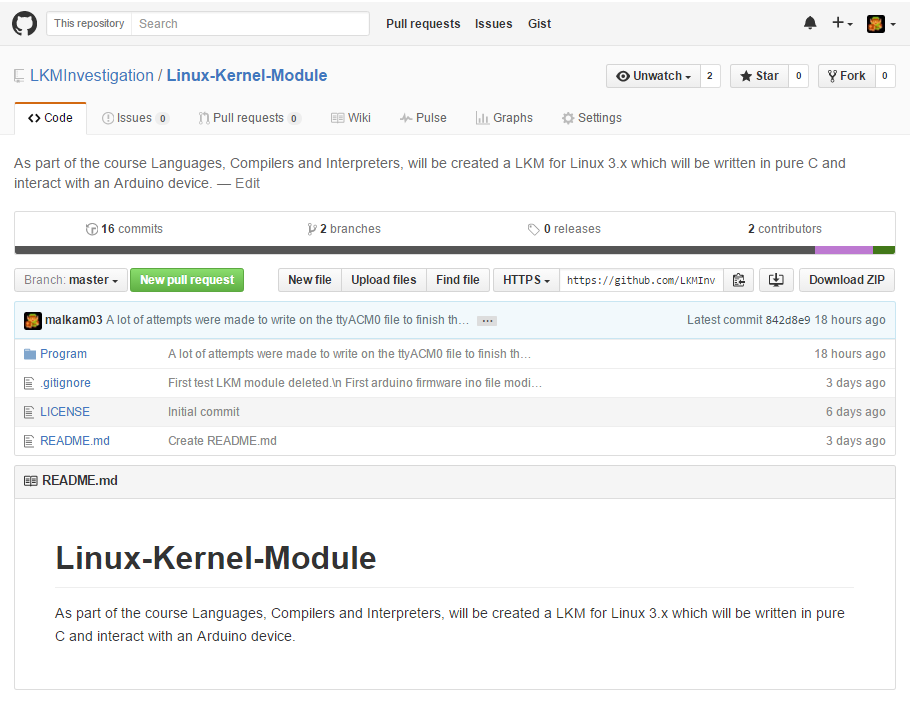 This repository Search Pull requests Issues Gist
LKMInvestigation / Linux-Kernel-Module Unwatch 2 Star 0 Fork 0
Code Issues 0 Pull requests 0 Wiki Pulse Graphs Settings
As part of the course Languages, Compilers and Interpreters, will be created a LKM for Linux 3.x which will be written in pure C and
interact with an Arduino device. — Edit
16 commits 2 branches 0 releases 2 contributors
Branch: master New pull request New file Upload files Find file HTTPS https://github.com/LKMInv Download ZIP
malkam03 A lot of attempts were made to write on the ttyACM0 file to finish th… … Latest commit 842d8e9 18 hours ago
Program A lot of attempts were made to write on the ttyACM0 file to finish th… 18 hours ago
.gitignore First test LKM module deleted.\n First arduino firmware ino file modi… 3 days ago
LICENSE Initial commit 6 days ago
README.md Create README.md 3 days ago
README.md
Linux-Kernel-Module
As part of the course Languages, Compilers and Interpreters, will be created a LKM for Linux 3.x which will be written in pure
C and interact with an Arduino device.